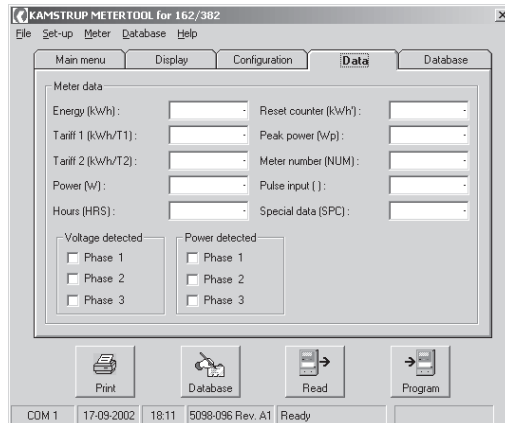 KAMSTRUP METERTOOL for 162/382
File Set-up Meter Database Help
Main menu Display Configuration Data Database
Meter data
Energy (kWh) : - Reset counter (kWh') : -
Tariff 1 (kWh/T1) : - Peak power (Wp) : -
Tariff 2 (kWh/T2) : - Meter number (NUM) : -
Power (W) : - Pulse input ( ) : -
Hours (HRS) : - Special data (SPC) : -
Voltage detected Power detected
Phase 1 Phase 1
Phase 2 Phase 2
Phase 3 Phase 3
Print Database Read Program
COM 1 17-09-2002 18:11 5098-096 Rev. A1 Ready